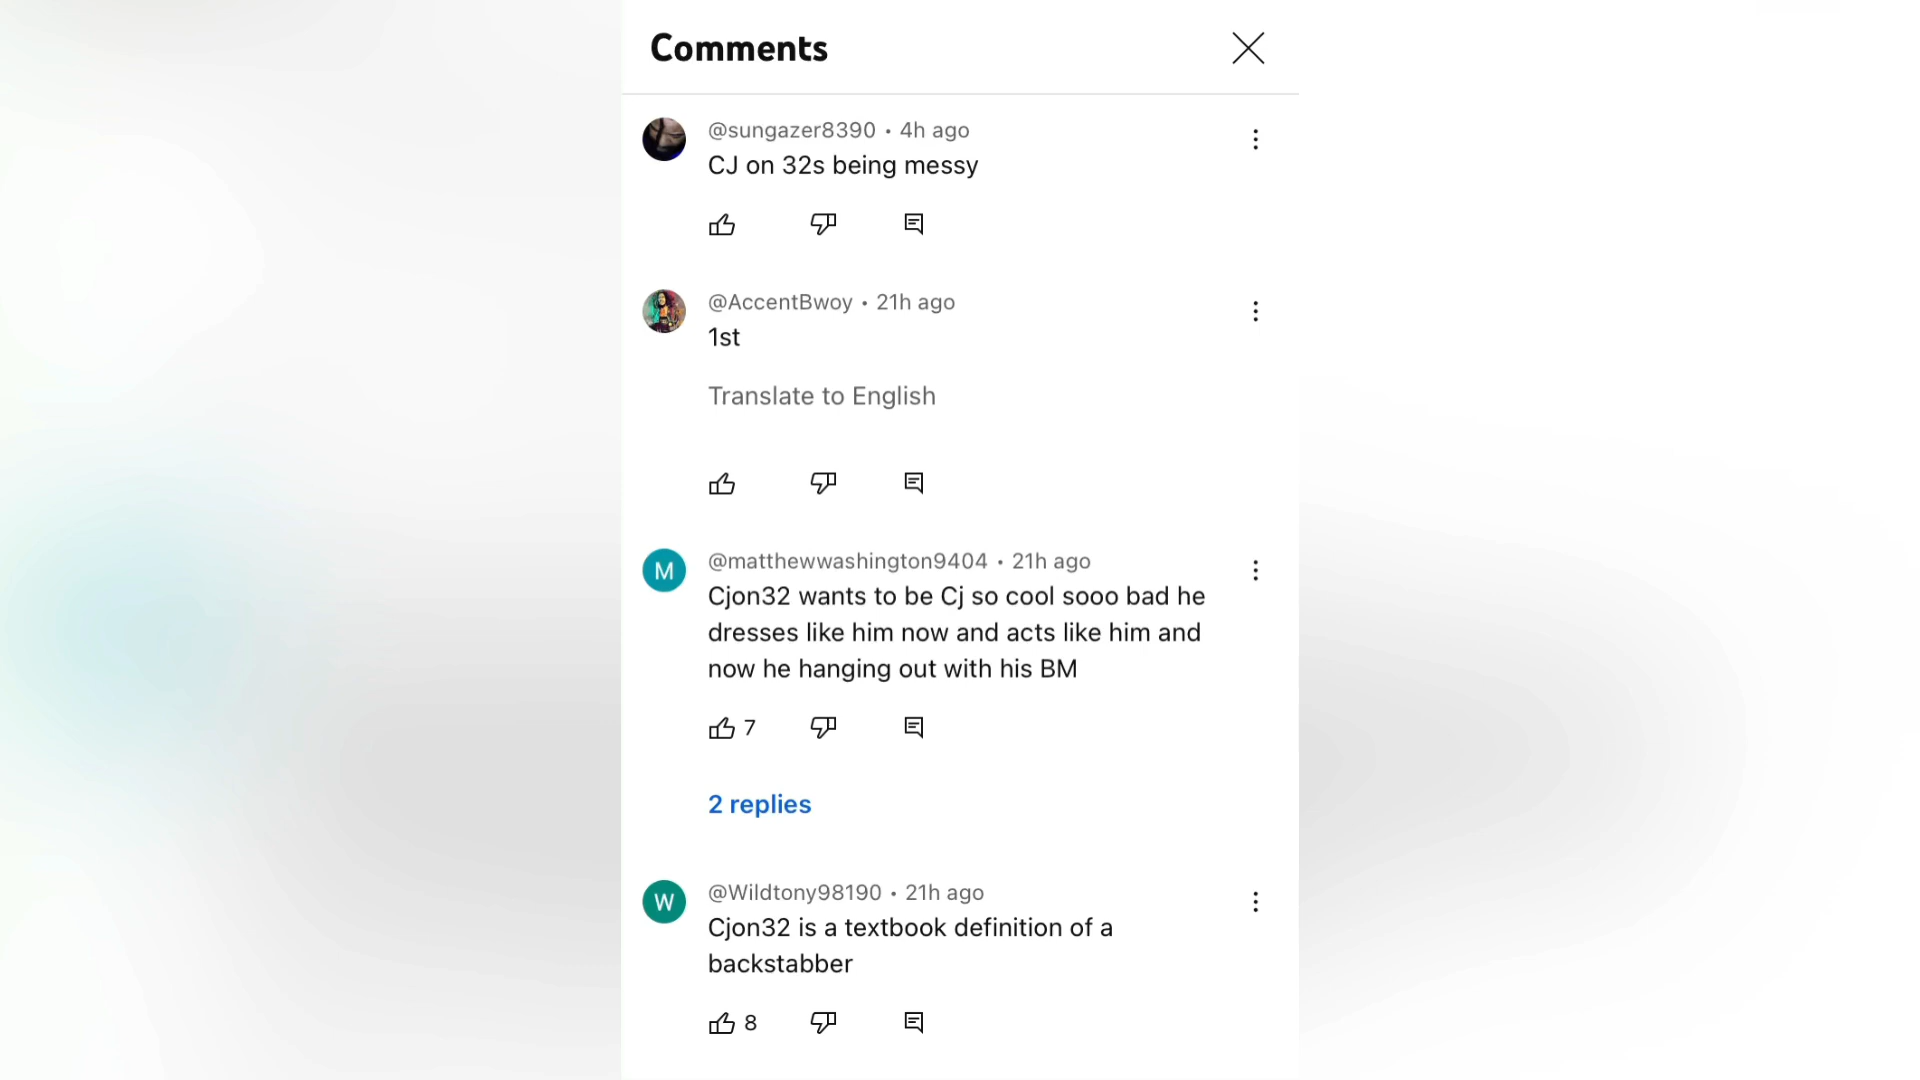 Comments
@sungazer8390 • 4h ago
CJ on 32s being messy
@AccentBwoy • 21h ago
1st
Translate to English
M
@matthewwashington9404 • 21h ago
Cjon32 wants to be Cj so cool sooo bad he
dresses like him now and acts like him and
now he hanging out with his BM
7
2 replies
W
@Wildtony98190 • 21h ago
Cjon32 is a textbook definition of a
backstabber
8